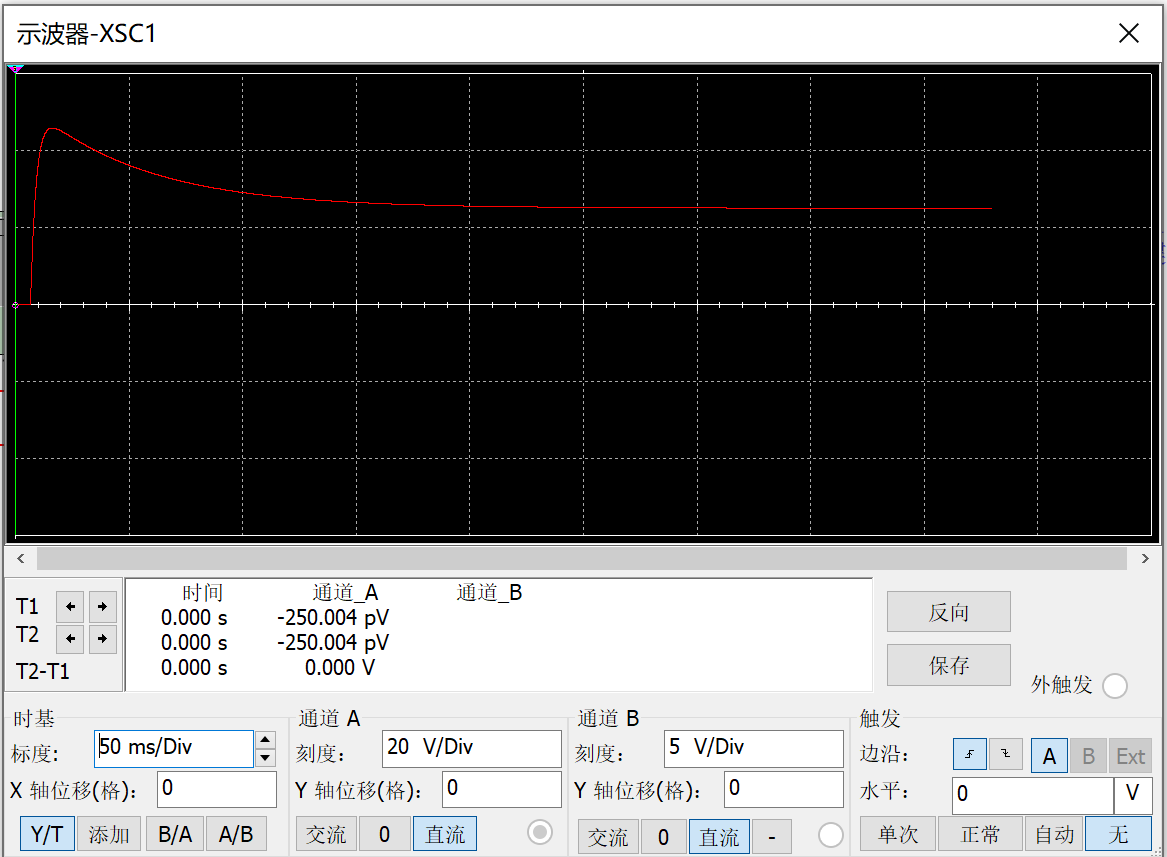 示波器-XSC1
时间 通道_A 通道_B
T1 0.000 s -250.004 pV
T2 0.000 s -250.004 pV
T2-T1 0.000 s 0.000 V
反向
保存
外触发
时基 通道 A 通道 B 触发
标度: 50 ms/Div 刻度: 20 V/Div 刻度: 5 V/Div 边沿: A B Ext
X 轴位移(格): 0 Y 轴位移(格): 0 Y 轴位移(格): 0 水平: 0 V
Y/T 添加 B/A A/B 交流 0 直流 交流 0 直流 - 单次 正常 自动 无